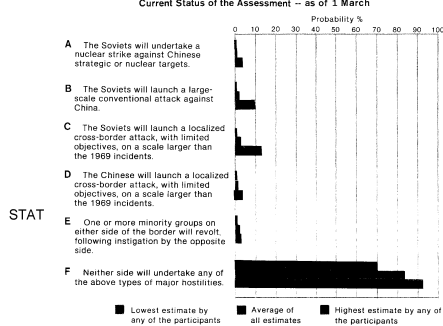 Current Status of the Assessment -- as of 1 March
Probability %
0 10 20 30 40 50 60 70 80 90 100
A The Soviets will undertake a
nuclear strike against Chinese
strategic or nuclear targets.
B The Soviets will launch a large-
scale conventional attack against
China.
C The Soviets will launch a localized
cross-border attack, with limited
objectives, on a scale larger than
the 1969 incidents.
D The Chinese will launch a localized
cross-border attack, with limited
objectives, on a scale larger than
the 1969 incidents.
STAT
E One or more minority groups on
either side of the border will revolt,
following instigation by the opposite
side.
F Neither side will undertake any of
the above types of major hostilities.
Lowest estimate by
any of the participants
Average of
all estimates
Highest estimate by any of
the participants